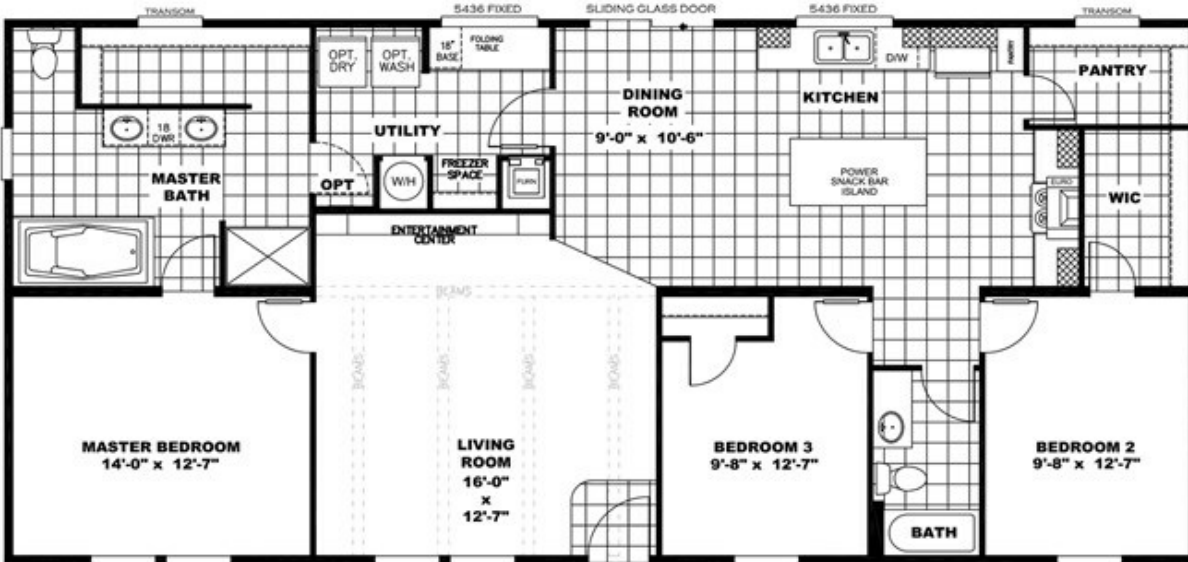 TRANSOM
5436 FIXED
SLIDING GLASS DOOR
5436 FIXED
TRANSOM
OPT.
DRY
OPT.
WASH
18"
BASE
FOLDING
TABLE
D/W
PANTRY
PANTRY
DINING
ROOM
9'-0" x 10'-6"
KITCHEN
18
DWR
UTILITY
MASTER
BATH
OPT
W/H
FREEZER
SPACE
FURN
POWER
SNACK BAR
ISLAND
EURO
WIC
ENTERTAINMENT
CENTER
BEAMS
BEAMS
BEAMS
BEAMS
BEAMS
MASTER BEDROOM
14'-0" x 12'-7"
LIVING
ROOM
16'-0"
x
12'-7"
BEDROOM 3
9'-8" x 12'-7"
BEDROOM 2
9'-8" x 12'-7"
BATH